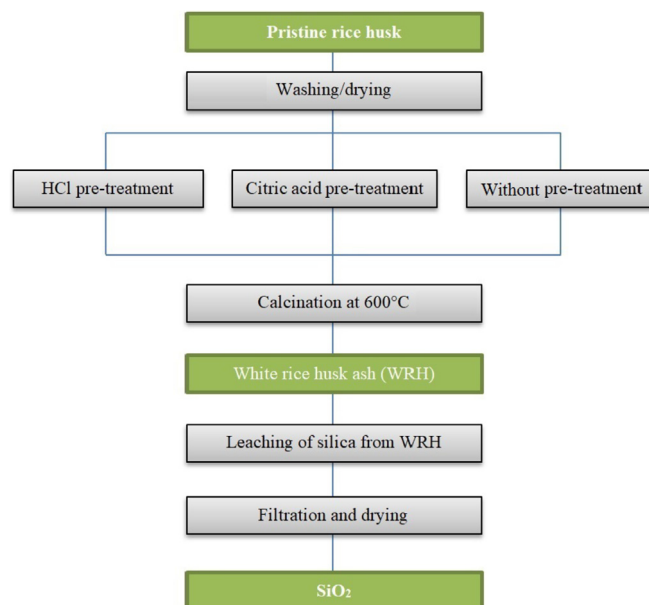 Pristine rice husk
Washing/drying
HCl pre-treatment
Citric acid pre-treatment
Without pre-treatment
Calcination at 600°C
White rice husk ash (WRH)
Leaching of silica from WRH
Filtration and drying
SiO₂